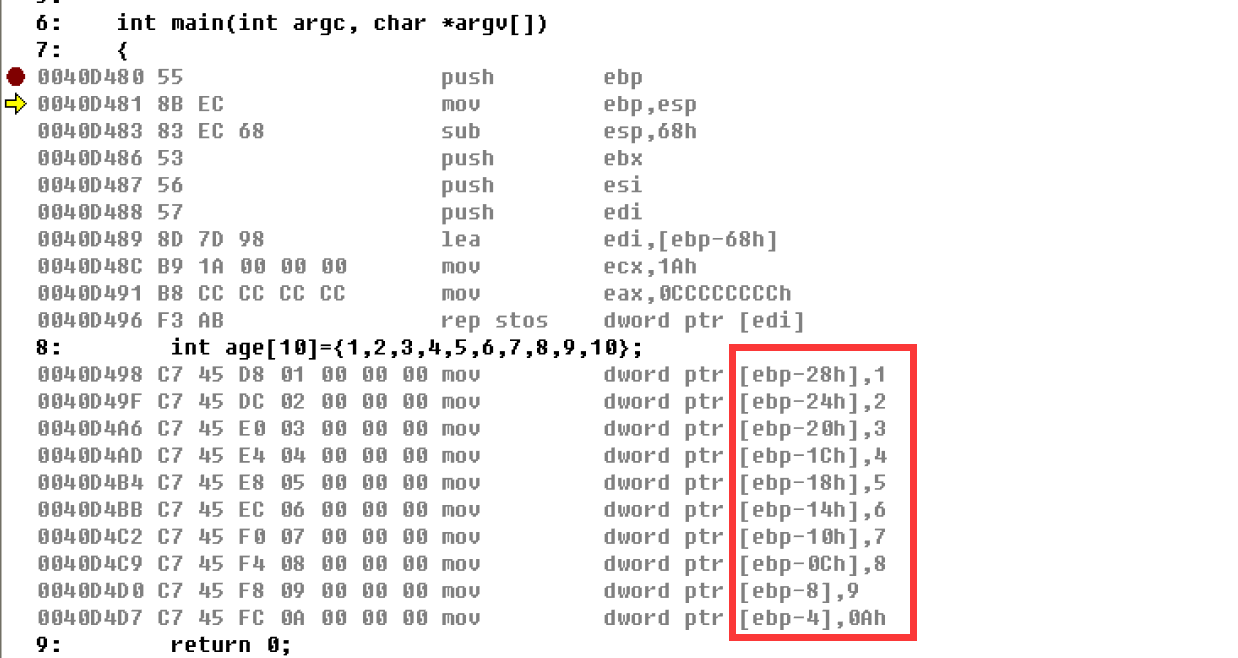 6:    int main(int argc, char *argv[])
7:    {
0040D480 55                   push        ebp
0040D481 8B EC                mov         ebp,esp
0040D483 83 EC 68             sub         esp,68h
0040D486 53                   push        ebx
0040D487 56                   push        esi
0040D488 57                   push        edi
0040D489 8D 7D 98             lea         edi,[ebp-68h]
0040D48C B9 1A 00 00 00       mov         ecx,1Ah
0040D491 B8 CC CC CC CC       mov         eax,0CCCCCCCCh
0040D496 F3 AB                rep stos    dword ptr [edi]
8:        int age[10]={1,2,3,4,5,6,7,8,9,10};
0040D498 C7 45 D8 01 00 00 00 mov         dword ptr [ebp-28h],1
0040D49F C7 45 DC 02 00 00 00 mov         dword ptr [ebp-24h],2
0040D4A6 C7 45 E0 03 00 00 00 mov         dword ptr [ebp-20h],3
0040D4AD C7 45 E4 04 00 00 00 mov         dword ptr [ebp-1Ch],4
0040D4B4 C7 45 E8 05 00 00 00 mov         dword ptr [ebp-18h],5
0040D4BB C7 45 EC 06 00 00 00 mov         dword ptr [ebp-14h],6
0040D4C2 C7 45 F0 07 00 00 00 mov         dword ptr [ebp-10h],7
0040D4C9 C7 45 F4 08 00 00 00 mov         dword ptr [ebp-0Ch],8
0040D4D0 C7 45 F8 09 00 00 00 mov         dword ptr [ebp-8],9
0040D4D7 C7 45 FC 0A 00 00 00 mov         dword ptr [ebp-4],0Ah
9:        return 0;